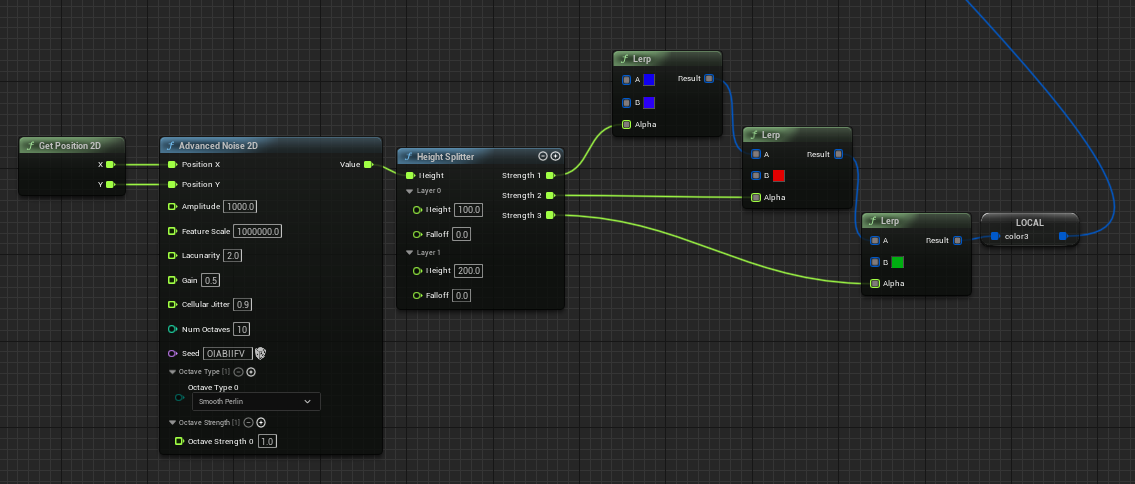 Get Position 2D
X
Y
Advanced Noise 2D
Position X
Value
Position Y
Amplitude 1000.0
Feature Scale 1000000.0
Lacunarity 2.0
Gain 0.5
Cellular Jitter 0.9
Num Octaves 10
Seed OIABIIFV
Octave Type [1]
Octave Type 0
Smooth Perlin
Octave Strength [1]
Octave Strength 0 1.0
Height Splitter
Height Strength 1
Layer 0 Strength 2
Height 100.0 Strength 3
Falloff 0.0
Layer 1
Height 200.0
Falloff 0.0
Lerp
A Result
B
Alpha
Lerp
A Result
B
Alpha
Lerp
A Result
B
Alpha
LOCAL
color3